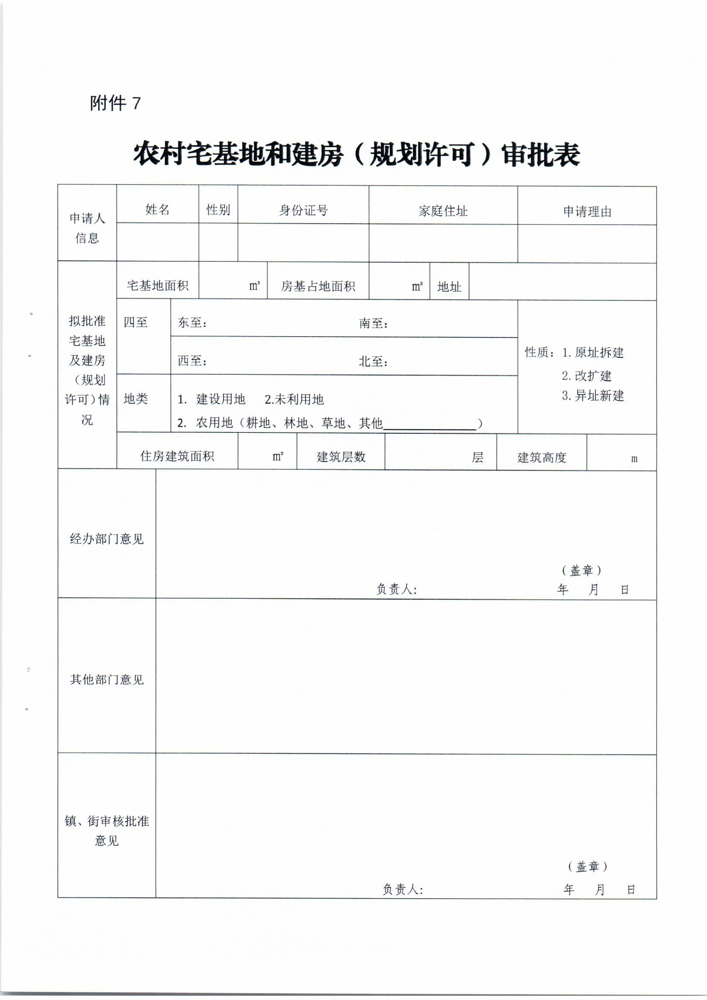 附件 7
农村宅基地和建房（规划许可）审批表
申请人
信息
姓名 性别 身份证号 家庭住址 申请理由
拟批准
宅基地
及建房
（规划
许可）情
况
宅基地面积 m² 房基占地面积 m² 地址
四至 东至： 南至：
西至： 北至：
性质：1.原址拆建
2.改扩建
3.异址新建
地类 1. 建设用地 2.未利用地
2. 农用地（耕地、林地、草地、其他 ）
住房建筑面积 m² 建筑层数 层 建筑高度 m
经办部门意见
（盖章）
负责人： 年 月 日
其他部门意见
镇、街审核批准
意见
（盖章）
负责人： 年 月 日